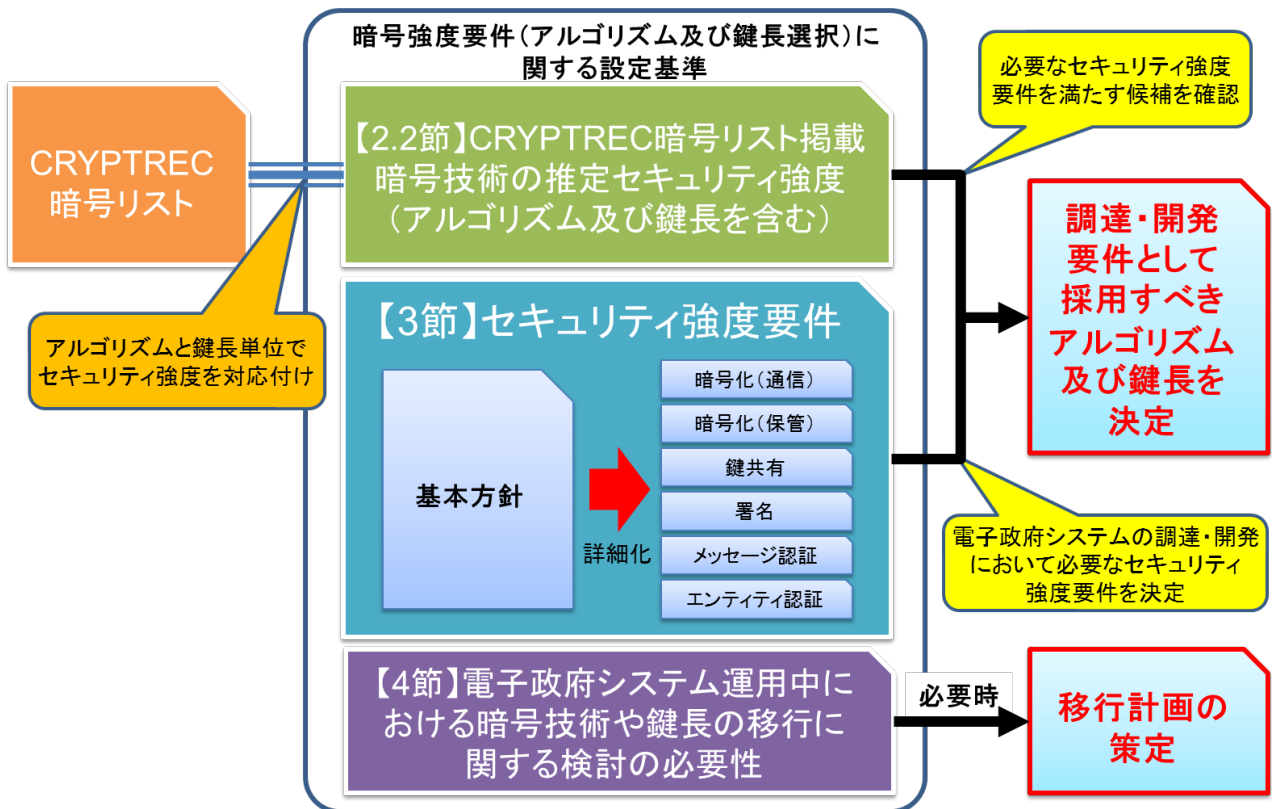 暗号強度要件(アルゴリズム及び鍵長選択)に
関する設定基準
CRYPTREC
暗号リスト
【2.2節】CRYPTREC暗号リスト掲載
暗号技術の推定セキュリティ強度
(アルゴリズム及び鍵長を含む)
必要なセキュリティ強度
要件を満たす候補を確認
アルゴリズムと鍵長単位で
セキュリティ強度を対応付け
調達・開発
要件として
採用すべき
アルゴリズム
及び鍵長を
決定
【3節】セキュリティ強度要件
基本方針
詳細化
暗号化(通信)
暗号化(保管)
鍵共有
署名
メッセージ認証
エンティティ認証
電子政府システムの調達・開発
において必要なセキュリティ
強度要件を決定
【4節】電子政府システム運用中に
おける暗号技術や鍵長の移行に
関する検討の必要性
必要時
移行計画の
策定